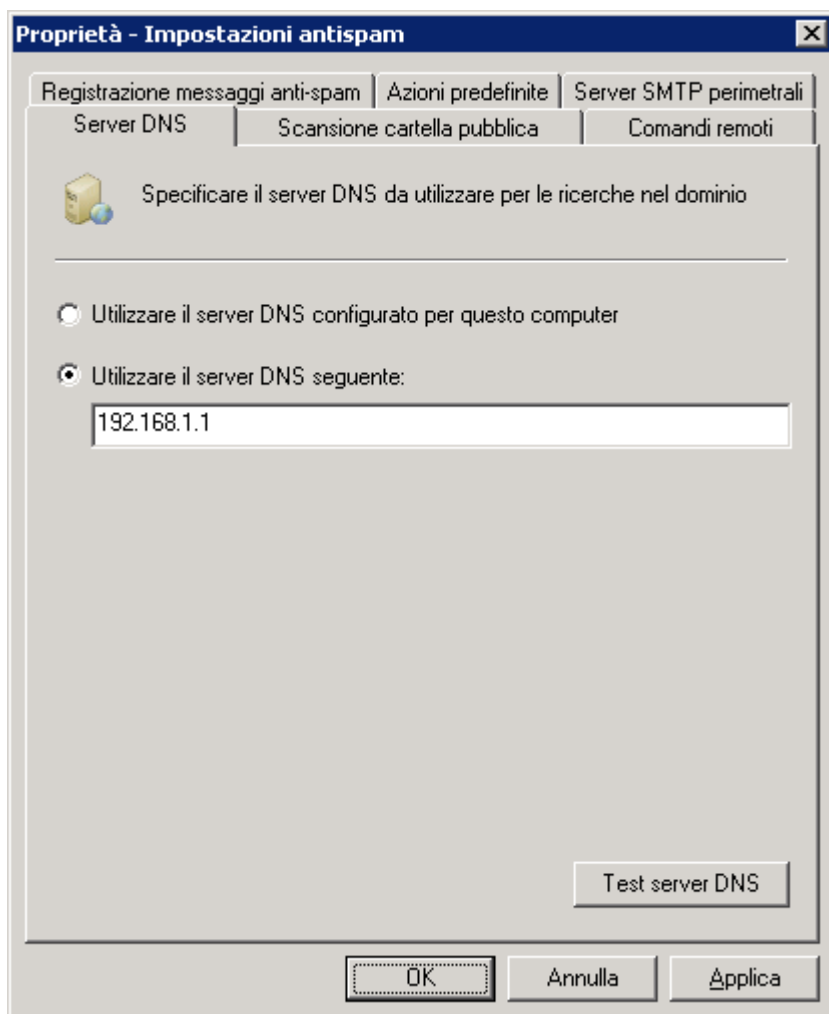 Proprietà - Impostazioni antispam
Registrazione messaggi anti-spam Azioni predefinite Server SMTP perimetrali
Server DNS Scansione cartella pubblica Comandi remoti
Specificare il server DNS da utilizzare per le ricerche nel dominio
Utilizzare il server DNS configurato per questo computer
Utilizzare il server DNS seguente:
192.168.1.1
Test server DNS
OK Annulla Applica